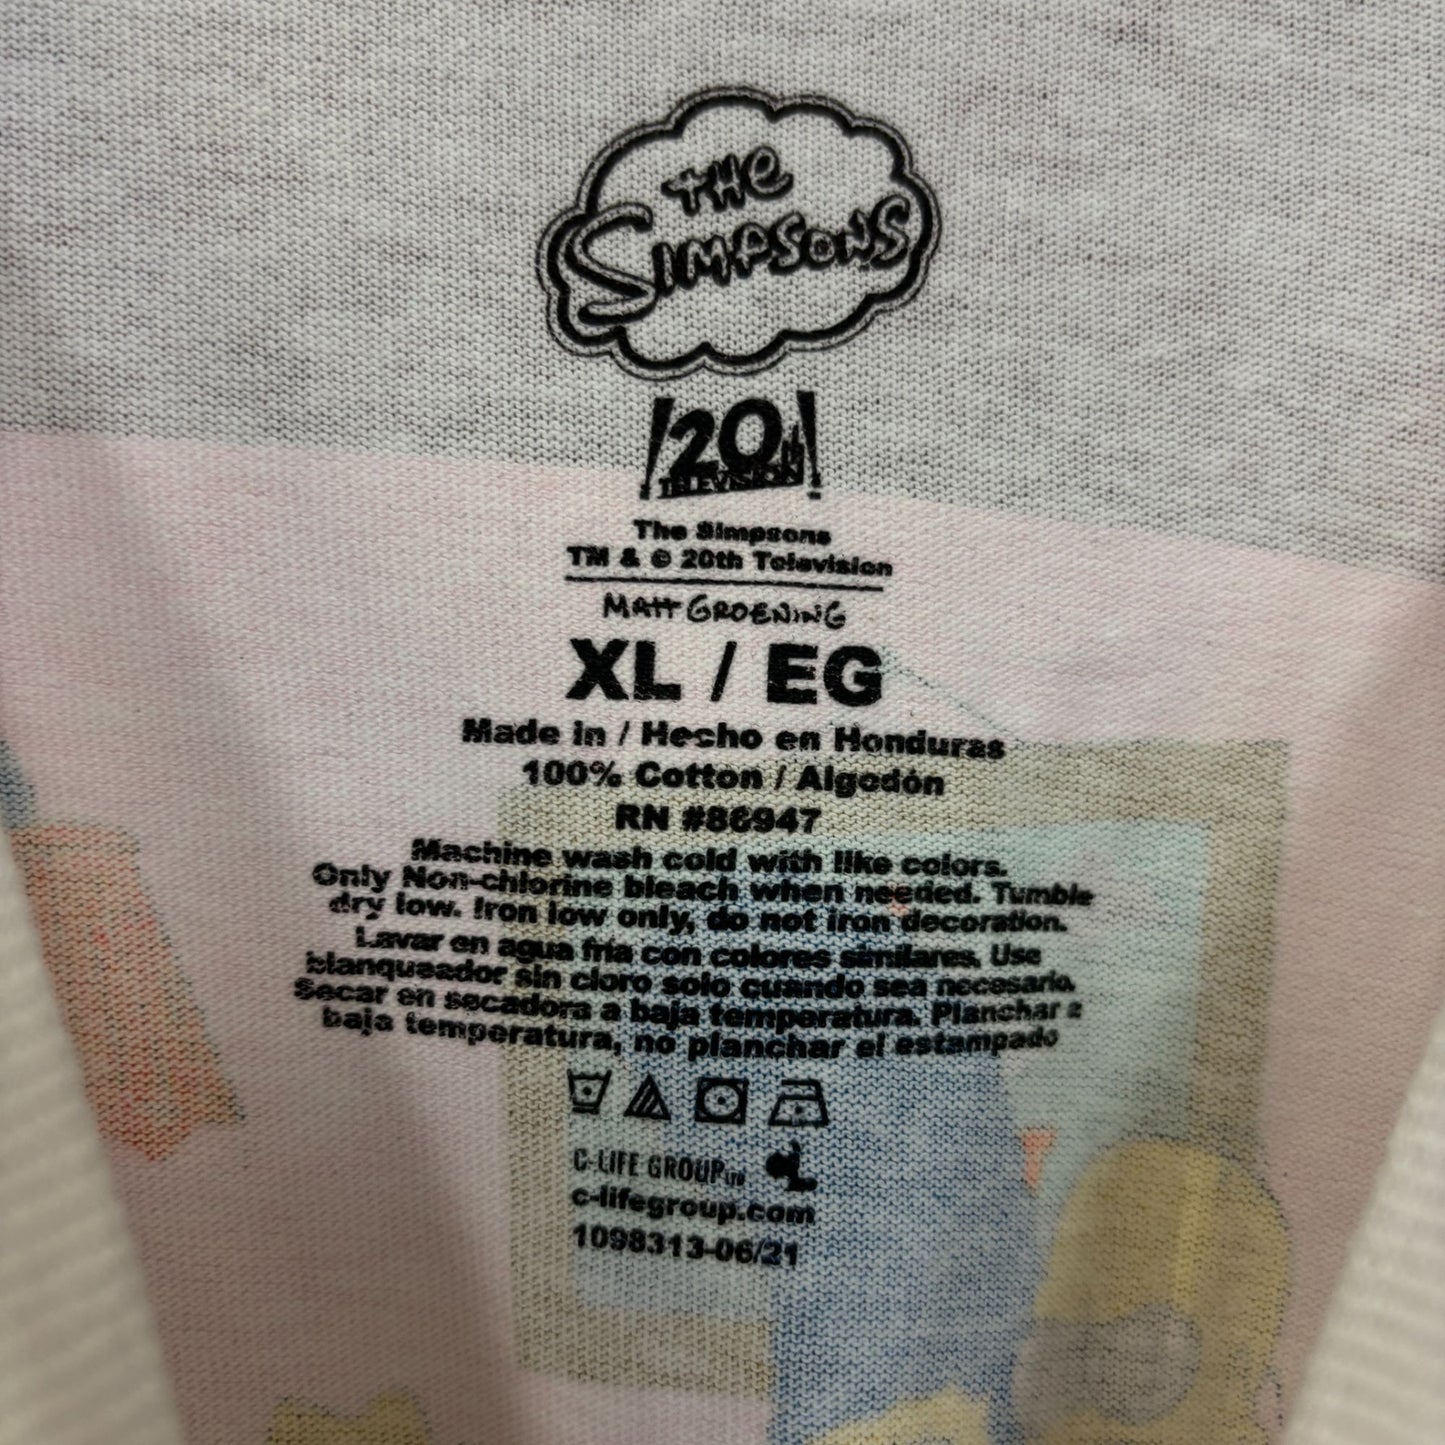 THE
SIMPSONS
20
TELEVISION
The Simpsons
TM & © 20th Television
MATT GROENING
XL / EG
Made in / Hecho en Honduras
100% Cotton / Algodón
RN #86947
Machine wash cold with like colors.
Only Non-chlorine bleach when needed. Tumble
dry low. Iron low only, do not iron decoration.
Lavar en agua fría con colores similares. Use
blanqueador sin cloro solo cuando sea necesario.
Secar en secadora a baja temperatura. Planchar a
baja temperatura, no planchar el estampado
C-LIFE GROUP LTD
c-lifegroup.com
1098313-06/21